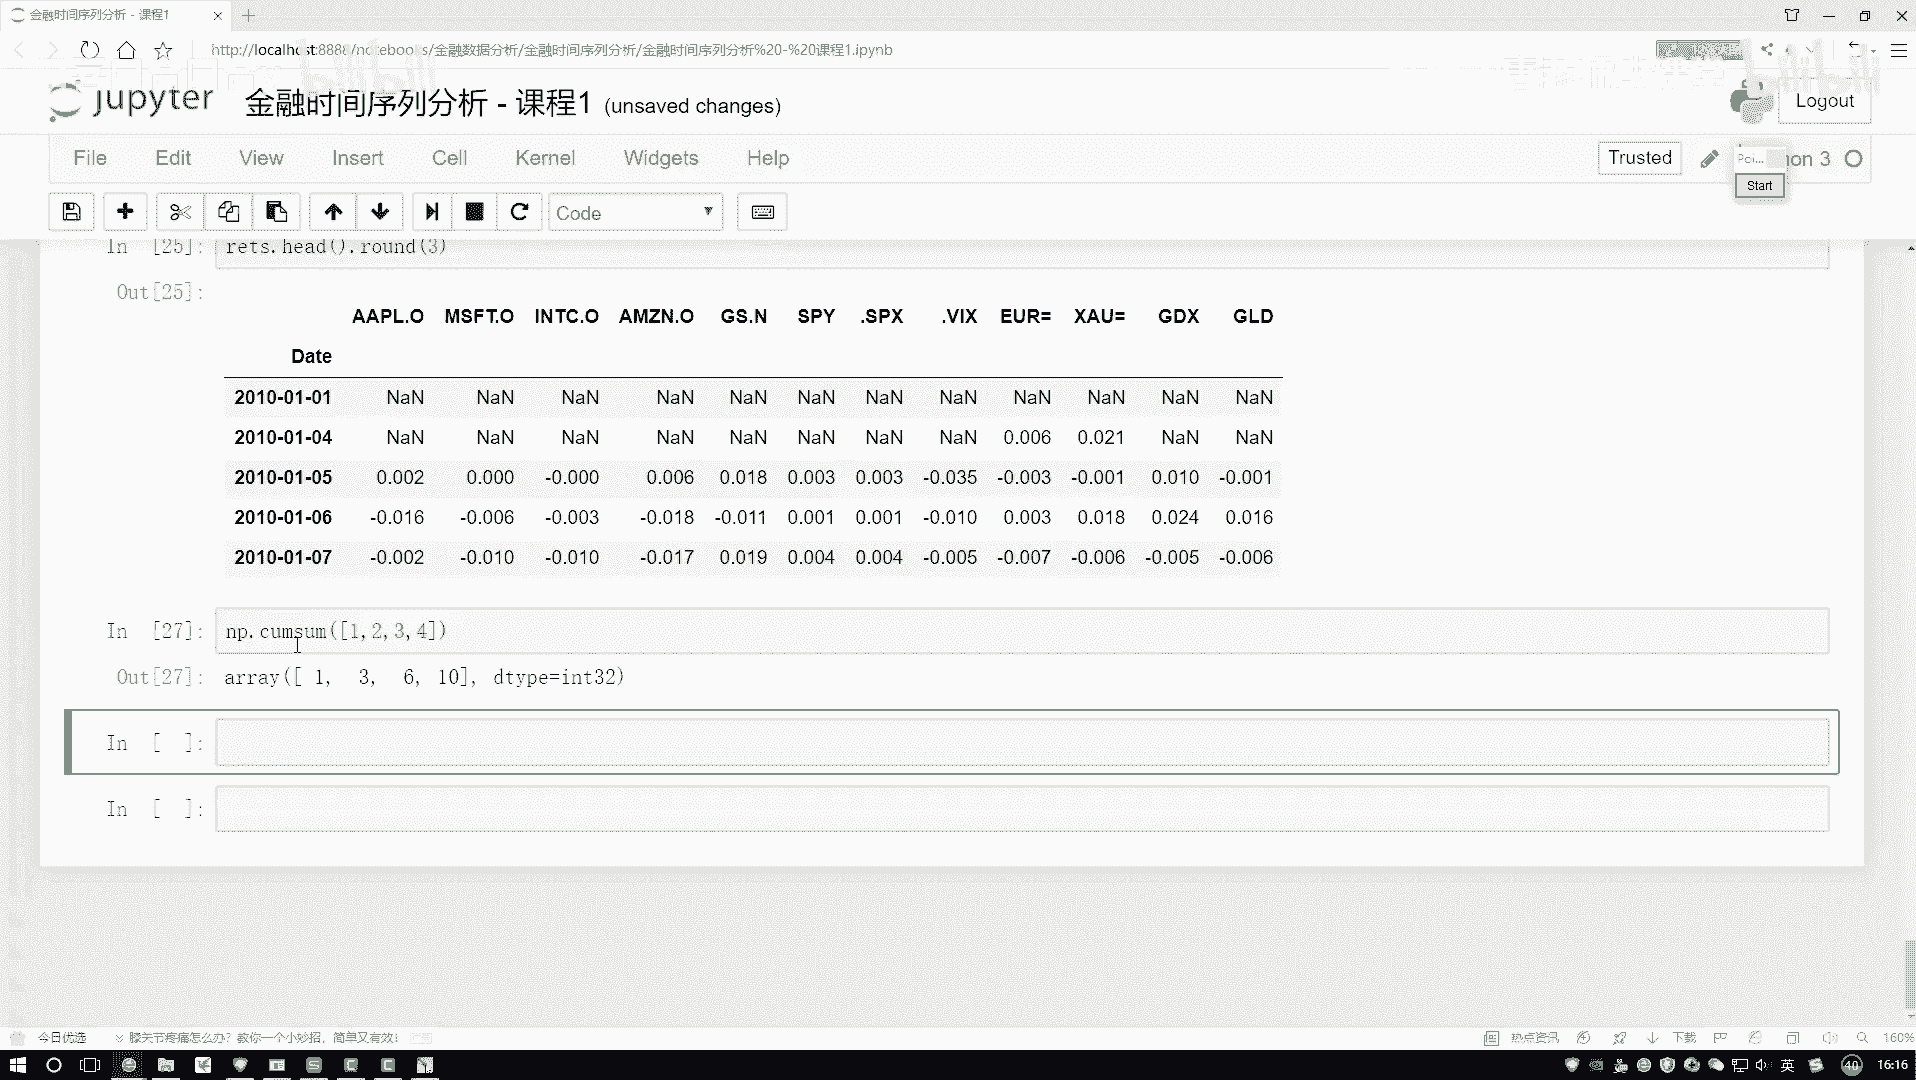 金融时间序列分析 - 课程1
http://localhost:8888/notebooks/金融数据分析/金融时间序列分析/金融时间序列分析%20-%20课程1.ipynb
jupyter 金融时间序列分析 - 课程1 (unsaved changes)
Logout
File Edit View Insert Cell Kernel Widgets Help
Trusted
Start
Code
In [25]: rets.head().round(3)
Out[25]:
AAPL.O MSFT.O INTC.O AMZN.O GS.N SPY .SPX .VIX EUR= XAU= GDX GLD
Date
2010-01-01 NaN NaN NaN NaN NaN NaN NaN NaN NaN NaN NaN NaN
2010-01-04 NaN NaN NaN NaN NaN NaN NaN NaN 0.006 0.021 NaN NaN
2010-01-05 0.002 0.000 -0.000 0.006 0.018 0.003 0.003 -0.035 -0.003 -0.001 0.010 -0.001
2010-01-06 -0.016 -0.006 -0.003 -0.018 -0.011 0.001 0.001 -0.010 0.003 0.018 0.024 0.016
2010-01-07 -0.002 -0.010 -0.010 -0.017 0.019 0.004 0.004 -0.005 -0.007 -0.006 -0.005 -0.006
In [27]: np.cumsum([1,2,3,4])
Out[27]: array([ 1, 3, 6, 10], dtype=int32)
In [ ]:
In [ ]:
今日优选 膝关节疼痛怎么办？教你一个小妙招，简单又有效！ 热点资讯 下载 160%
英 40 16:16